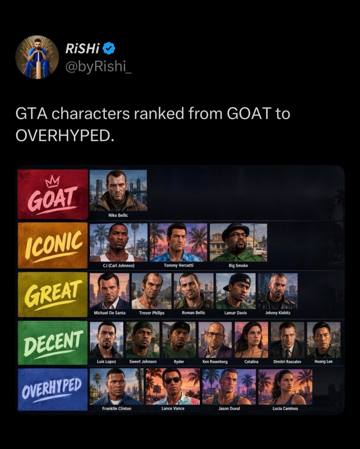 RiSHi
@byRishi_
GTA characters ranked from GOAT to
OVERHYPED.
GOAT
Niko Bellic
ICONIC
CJ (Carl Johnson) Tommy Vercetti Big Smoke
GREAT
Michael De Santa Trevor Phillips Roman Bellic Lamar Davis Johnny Klebitz
DECENT
Luis Lopez Sweet Johnson Ryder Ken Rosenberg Catalina Dimitri Rascalov Huang Lee
OVERHYPED
Franklin Clinton Lance Vance Jason Duval Lucia Caminos